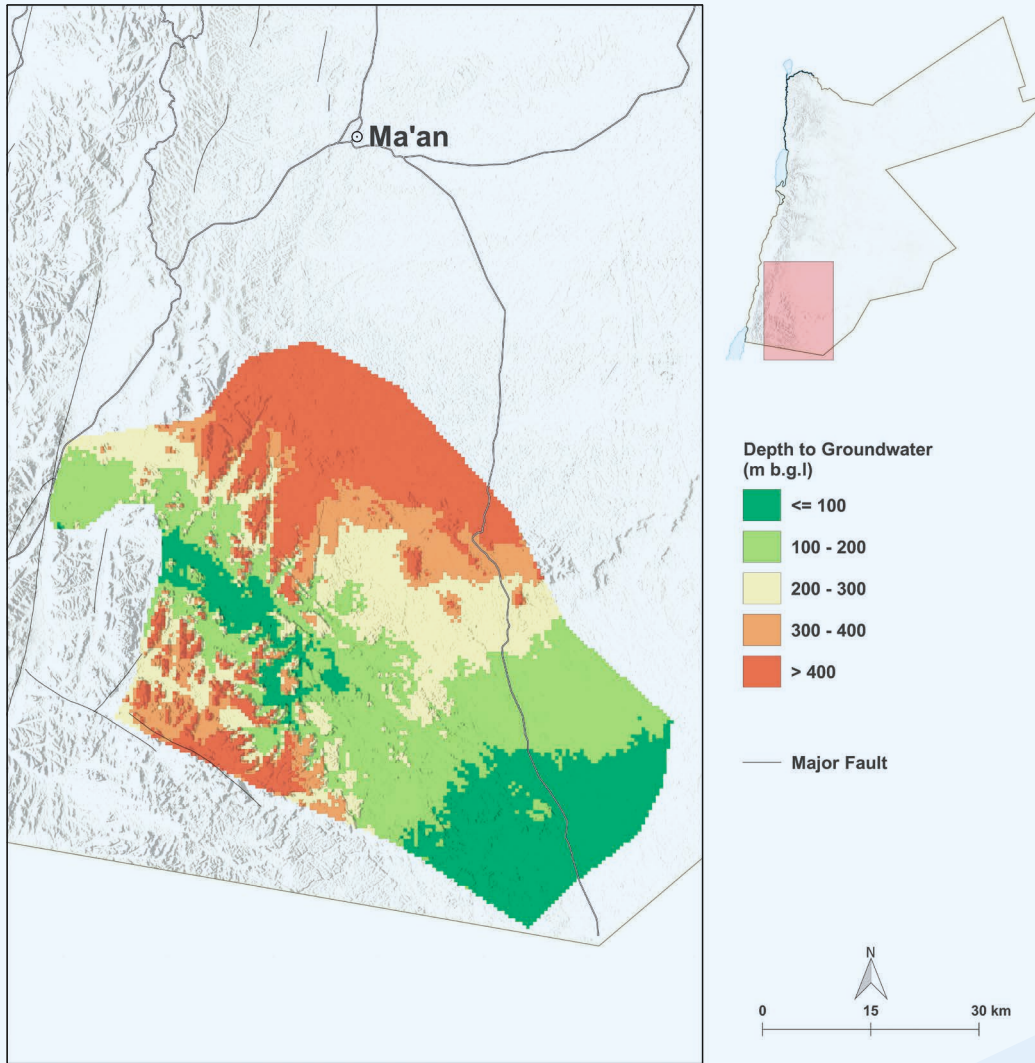 Ma'an
Depth to Groundwater
(m b.g.l)
<= 100
100 - 200
200 - 300
300 - 400
> 400
Major Fault
N
0 15 30 km